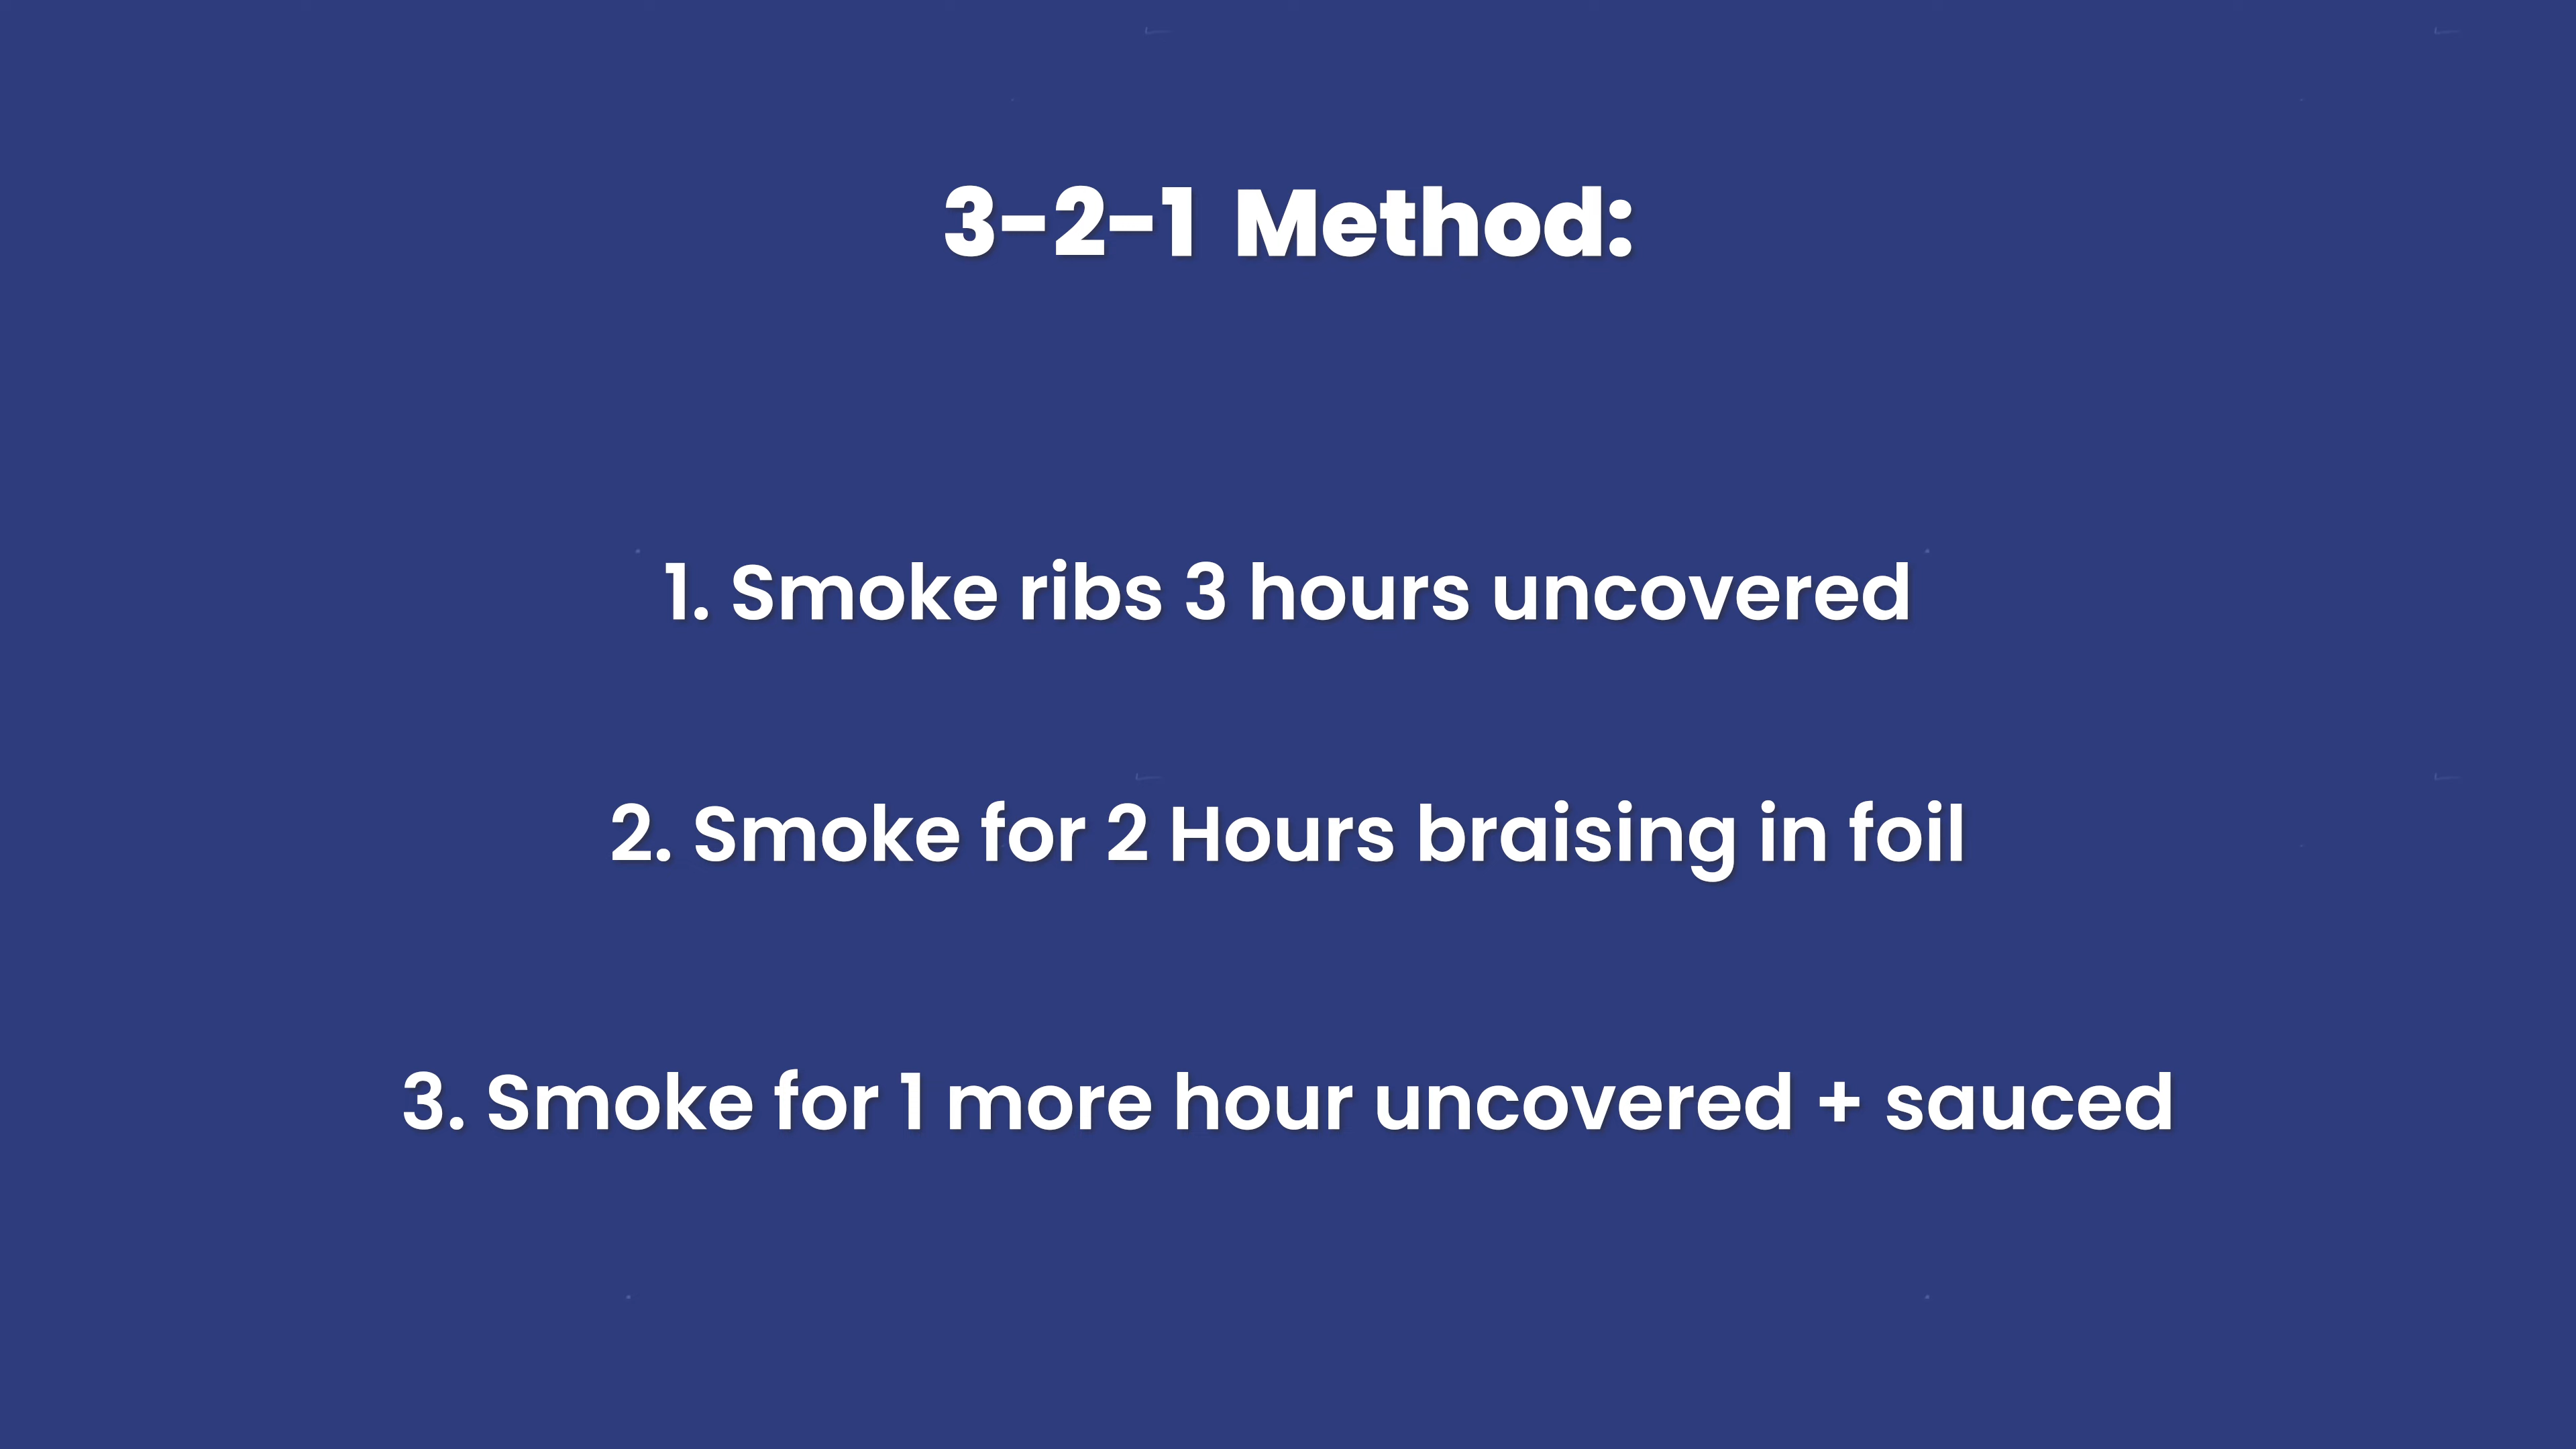 3-2-1 Method:
1. Smoke ribs 3 hours uncovered
2. Smoke for 2 Hours braising in foil
3. Smoke for 1 more hour uncovered + sauced